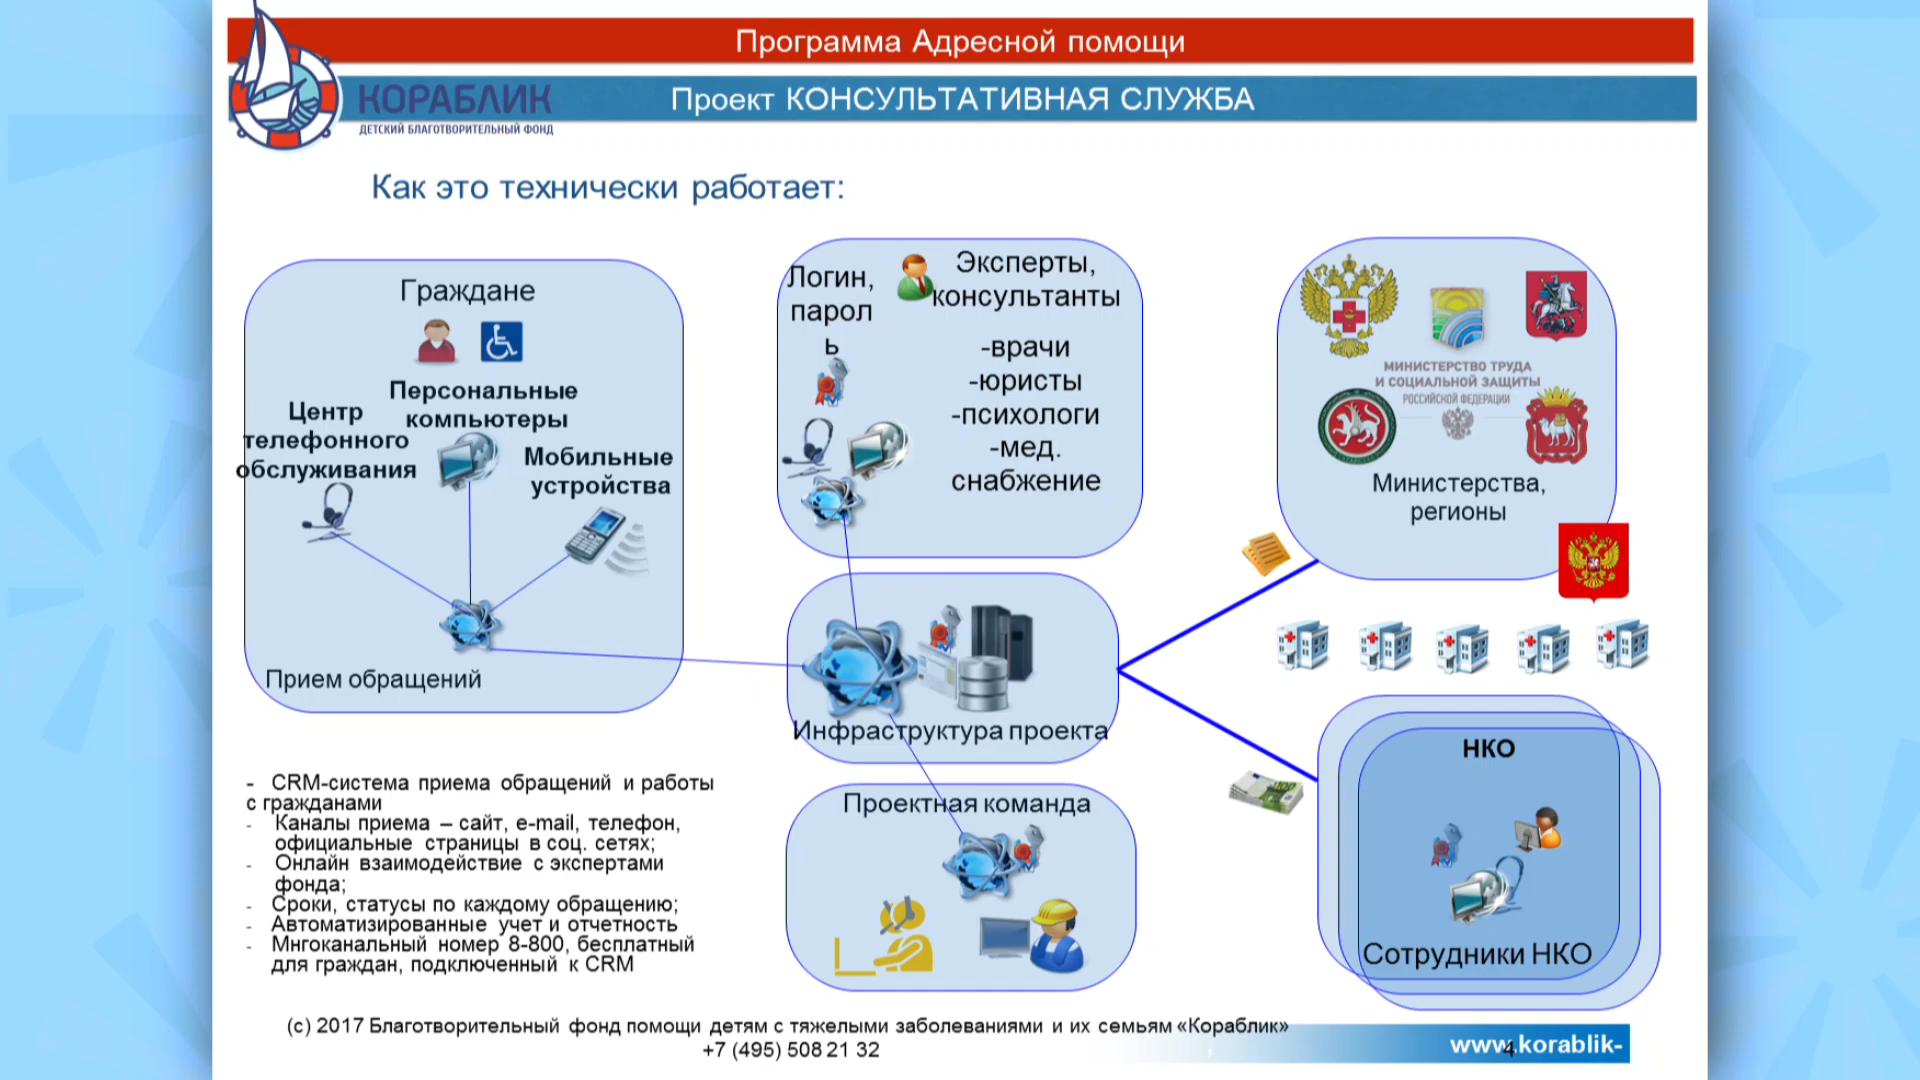 Программа Адресной помощи
КОРАБЛИК
ДЕТСКИЙ БЛАГОТВОРИТЕЛЬНЫЙ ФОНД
Проект КОНСУЛЬТАТИВНАЯ СЛУЖБА
Как это технически работает:
Граждане
Персональные
компьютеры
Центр
телефонного
обслуживания
Мобильные
устройства
Прием обращений
Логин,
парол
ь
Эксперты,
консультанты
-врачи
-юристы
-психологи
-мед.
снабжение
МИНИСТЕРСТВО ТРУДА
И СОЦИАЛЬНОЙ ЗАЩИТЫ
РОССИЙСКОЙ ФЕДЕРАЦИИ
Министерства,
регионы
Инфраструктура проекта
Проектная команда
НКО
Сотрудники НКО
- CRM-система приема обращений и работы
с гражданами
- Каналы приема – сайт, e-mail, телефон,
официальные страницы в соц. сетях;
- Онлайн взаимодействие с экспертами
фонда;
- Сроки, статусы по каждому обращению;
- Автоматизированные учет и отчетность
- Мнгоканальный номер 8-800, бесплатный
для граждан, подключенный к CRM
(с) 2017 Благотворительный фонд помощи детям с тяжелыми заболеваниями и их семьям «Кораблик»
+7 (495) 508 21 32
www.korablik-
4